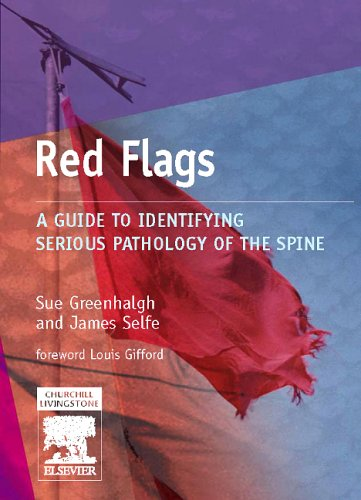 Red Flags
A GUIDE TO IDENTIFYING
SERIOUS PATHOLOGY OF THE SPINE
Sue Greenhalgh
and James Selfe
foreword Louis Gifford
CHURCHILL
LIVINGSTONE
ELSEVIER